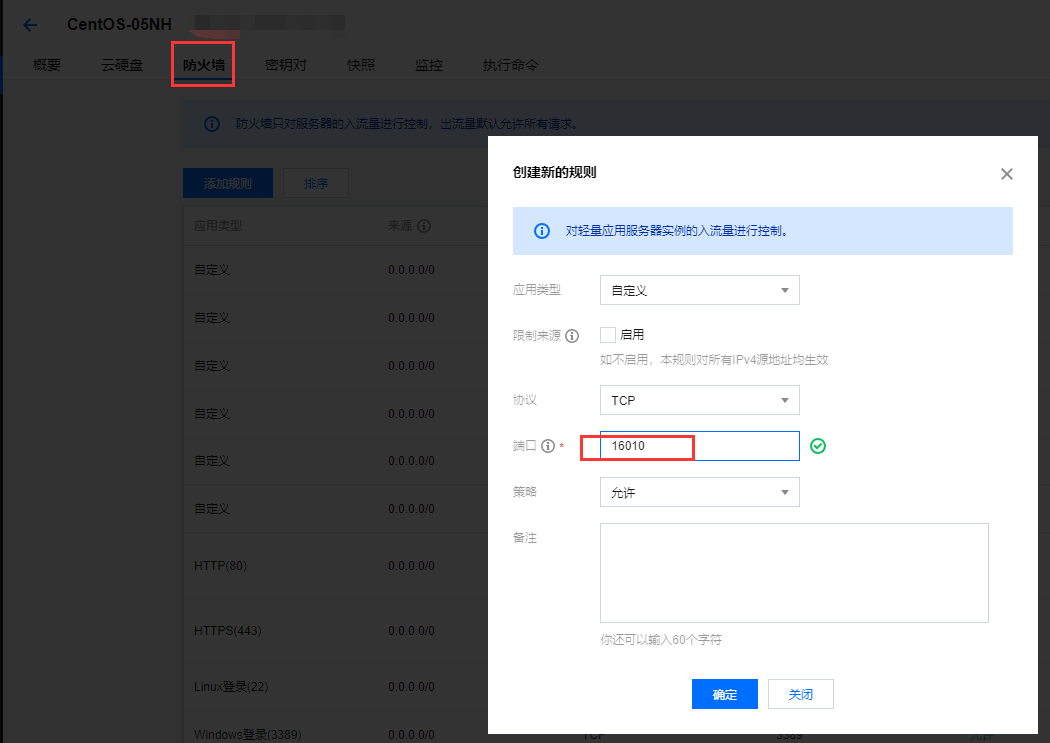 CentOS-05NH
概要 云硬盘 防火墙 密钥对 快照 监控 执行命令
防火墙只对服务器的入流量进行控制，出流量默认允许所有请求。
添加规则 排序
应用类型 来源
自定义 0.0.0.0/0
自定义 0.0.0.0/0
自定义 0.0.0.0/0
自定义 0.0.0.0/0
自定义 0.0.0.0/0
自定义 0.0.0.0/0
HTTP(80) 0.0.0.0/0
HTTPS(443) 0.0.0.0/0
Linux登录(22) 0.0.0.0/0
Windows登录(3389) 0.0.0.0/0 TCP 3389 允许
创建新的规则
对轻量应用服务器实例的入流量进行控制。
应用类型 自定义
限制来源 启用
如不启用，本规则对所有IPv4源地址均生效
协议 TCP
端口 * 16010
策略 允许
备注
你还可以输入60个字符
确定 关闭